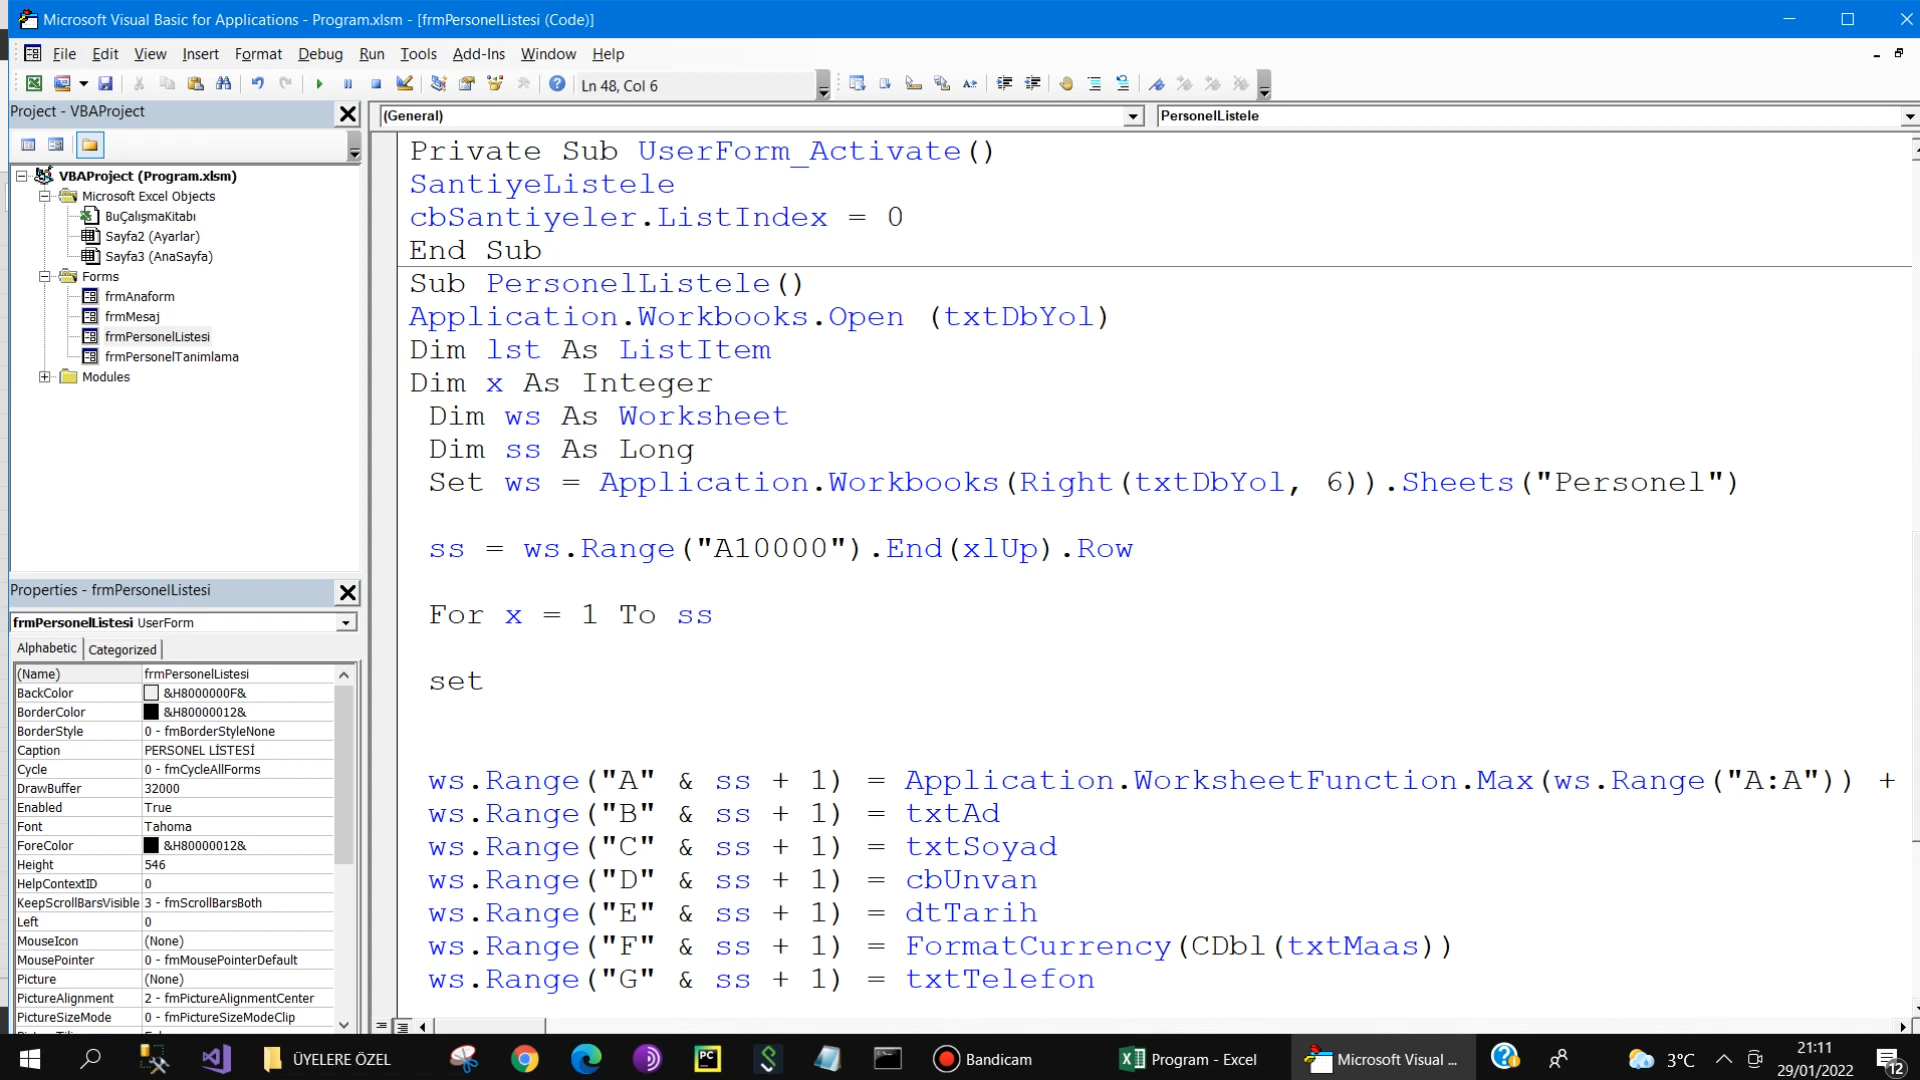 Microsoft Visual Basic for Applications - Program.xlsm - [frmPersonelListesi (Code)]
File Edit View Insert Format Debug Run Tools Add-Ins Window Help
Ln 48, Col 6
Project - VBAProject
(General) PersonelListele
VBAProject (Program.xlsm)
Microsoft Excel Objects
BuÇalışmaKitabı
Sayfa2 (Ayarlar)
Sayfa3 (AnaSayfa)
Forms
frmAnaform
frmMesaj
frmPersonelListesi
frmPersonelTanimlama
Modules
Properties - frmPersonelListesi
frmPersonelListesi UserForm
Alphabetic Categorized
(Name) frmPersonelListesi
BackColor &H8000000F&
BorderColor &H80000012&
BorderStyle 0 - fmBorderStyleNone
Caption PERSONEL LİSTESİ
Cycle 0 - fmCycleAllForms
DrawBuffer 32000
Enabled True
Font Tahoma
ForeColor &H80000012&
Height 546
HelpContextID 0
KeepScrollBarsVisible 3 - fmScrollBarsBoth
Left 0
MouseIcon (None)
MousePointer 0 - fmMousePointerDefault
Picture (None)
PictureAlignment 2 - fmPictureAlignmentCenter
PictureSizeMode 0 - fmPictureSizeModeClip
Private Sub UserForm_Activate()
SantiyeListele
cbSantiyeler.ListIndex = 0
End Sub
Sub PersonelListele()
Application.Workbooks.Open (txtDbYol)
Dim lst As ListItem
Dim x As Integer
Dim ws As Worksheet
Dim ss As Long
Set ws = Application.Workbooks(Right(txtDbYol, 6)).Sheets("Personel")
ss = ws.Range("A10000").End(xlUp).Row
For x = 1 To ss
set
ws.Range("A" & ss + 1) = Application.WorksheetFunction.Max(ws.Range("A:A")) +
ws.Range("B" & ss + 1) = txtAd
ws.Range("C" & ss + 1) = txtSoyad
ws.Range("D" & ss + 1) = cbUnvan
ws.Range("E" & ss + 1) = dtTarih
ws.Range("F" & ss + 1) = FormatCurrency(CDbl(txtMaas))
ws.Range("G" & ss + 1) = txtTelefon
ÜYELERE ÖZEL
PC
Bandicam
Program - Excel
Microsoft Visual ...
3°C
21:11
29/01/2022
12